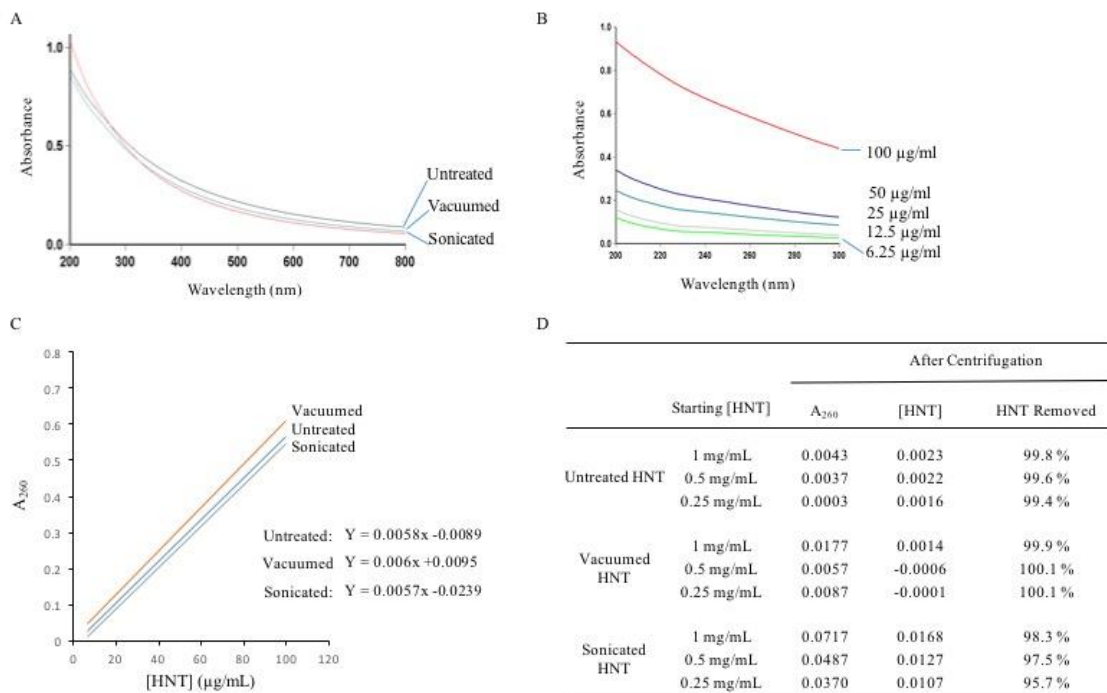 A
1.0
Absorbance
0.5
0.0
200 300 400 500 600 700 800
Wavelength (nm)
Untreated
Vacuumed
Sonicated
B
1.0
0.8
0.6
Absorbance
0.4
0.2
0.0
200 220 240 260 280 300
Wavelength (nm)
100 µg/ml
50 µg/ml
25 µg/ml
12.5 µg/ml
6.25 µg/ml
C
0.8
0.7
0.6
0.5
0.4
0.3
0.2
0.1
0
A260
0 20 40 60 80 100 120
[HNT] (µg/mL)
Vacuumed
Untreated
Sonicated
Untreated: Y = 0.0058x -0.0089
Vacuumed Y = 0.006x +0.0095
Sonicated: Y = 0.0057x -0.0239
D
After Centrifugation
Starting [HNT] A260 [HNT] HNT Removed
Untreated HNT
1 mg/mL 0.0043 0.0023 99.8 %
0.5 mg/mL 0.0037 0.0022 99.6 %
0.25 mg/mL 0.0003 0.0016 99.4 %
Vacuumed
HNT
1 mg/mL 0.0177 0.0014 99.9 %
0.5 mg/mL 0.0057 -0.0006 100.1 %
0.25 mg/mL 0.0087 -0.0001 100.1 %
Sonicated
HNT
1 mg/mL 0.0717 0.0168 98.3 %
0.5 mg/mL 0.0487 0.0127 97.5 %
0.25 mg/mL 0.0370 0.0107 95.7 %